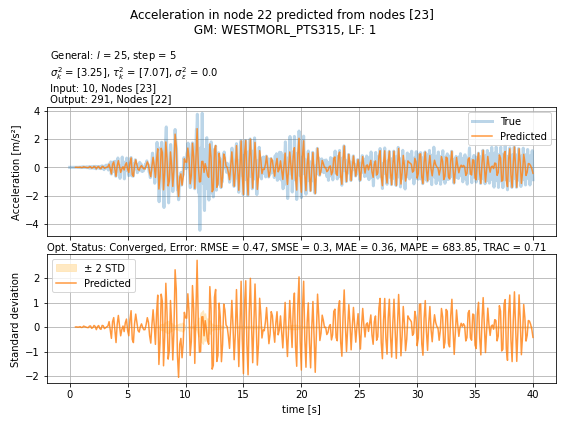 Acceleration in node 22 predicted from nodes [23]
GM: WESTMORL_PTS315, LF: 1
General: l = 25, step = 5
σ²ₖ = [3.25], τ²ₖ = [7.07], σ²ε = 0.0
Input: 10, Nodes [23]
Output: 291, Nodes [22]
Acceleration [m/s²]
4
2
0
−2
−4
True
Predicted
Opt. Status: Converged, Error: RMSE = 0.47, SMSE = 0.3, MAE = 0.36, MAPE = 683.85, TRAC = 0.71
Standard deviation
2
1
0
−1
−2
± 2 STD
Predicted
0 5 10 15 20 25 30 35 40
time [s]